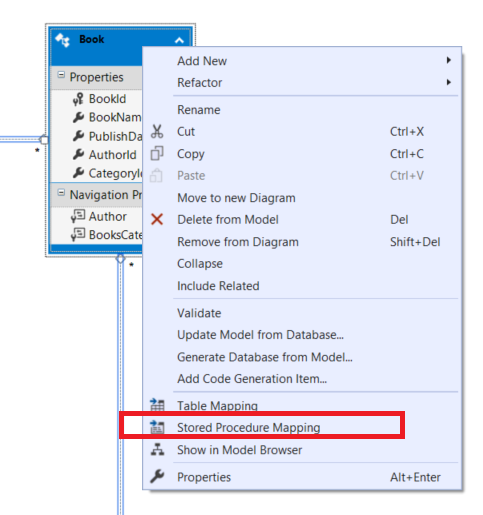 Book
Properties
BookId
BookNam
PublishDa
AuthorId
CategoryI
Navigation Pr
Author
BooksCate
*
*
Add New
Refactor
Rename
Cut Ctrl+X
Copy Ctrl+C
Paste Ctrl+V
Move to new Diagram
Delete from Model Del
Remove from Diagram Shift+Del
Collapse
Include Related
Validate
Update Model from Database...
Generate Database from Model...
Add Code Generation Item...
Table Mapping
Stored Procedure Mapping
Show in Model Browser
Properties Alt+Enter